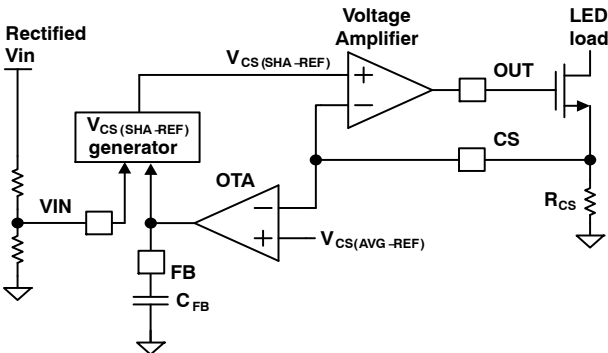 Rectified
Vin
Voltage
Amplifier
LED
load
VCS(SHA-REF)
+
−
OUT
VCS(SHA-REF)
generator
CS
OTA
VIN
−
+
VCS(AVG-REF)
RCS
FB
CFB